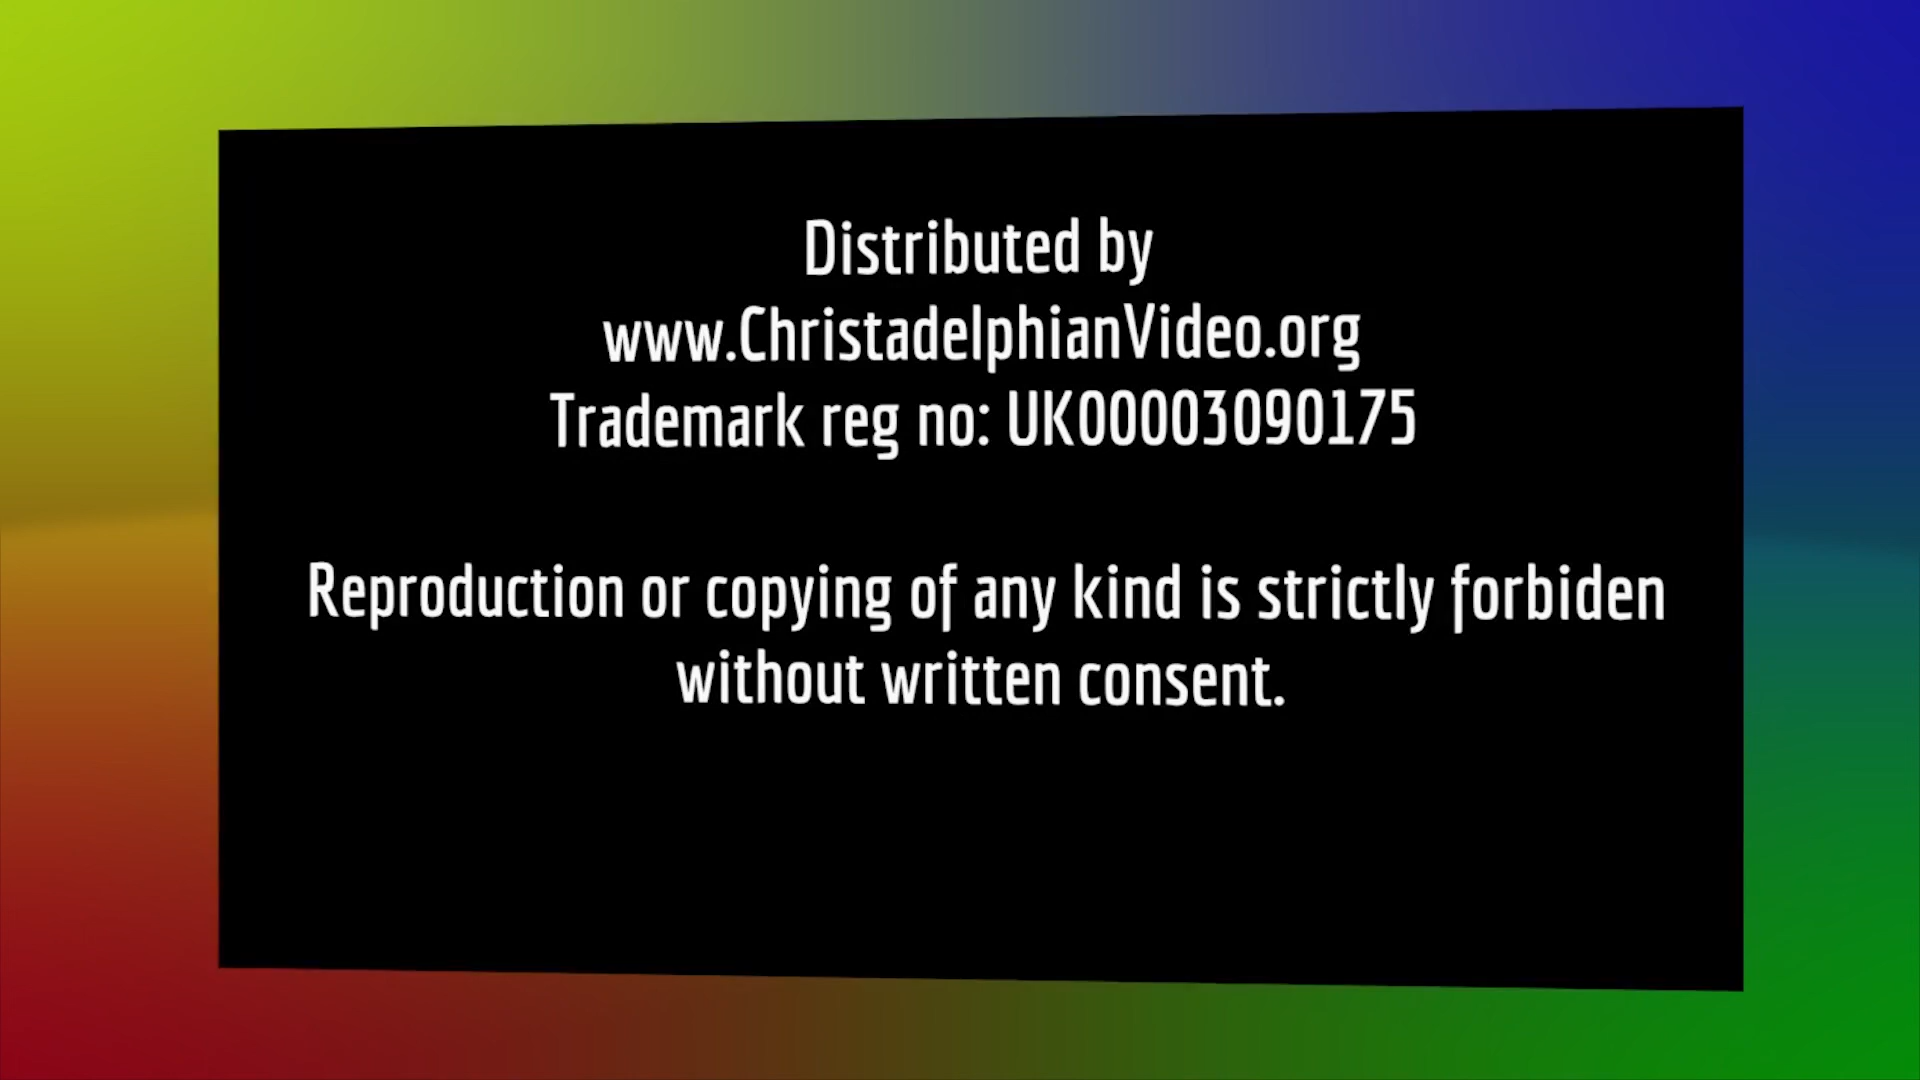 Distributed by
www.ChristadelphianVideo.org
Trademark reg no: UK00003090175
Reproduction or copying of any kind is strictly forbiden
without written consent.